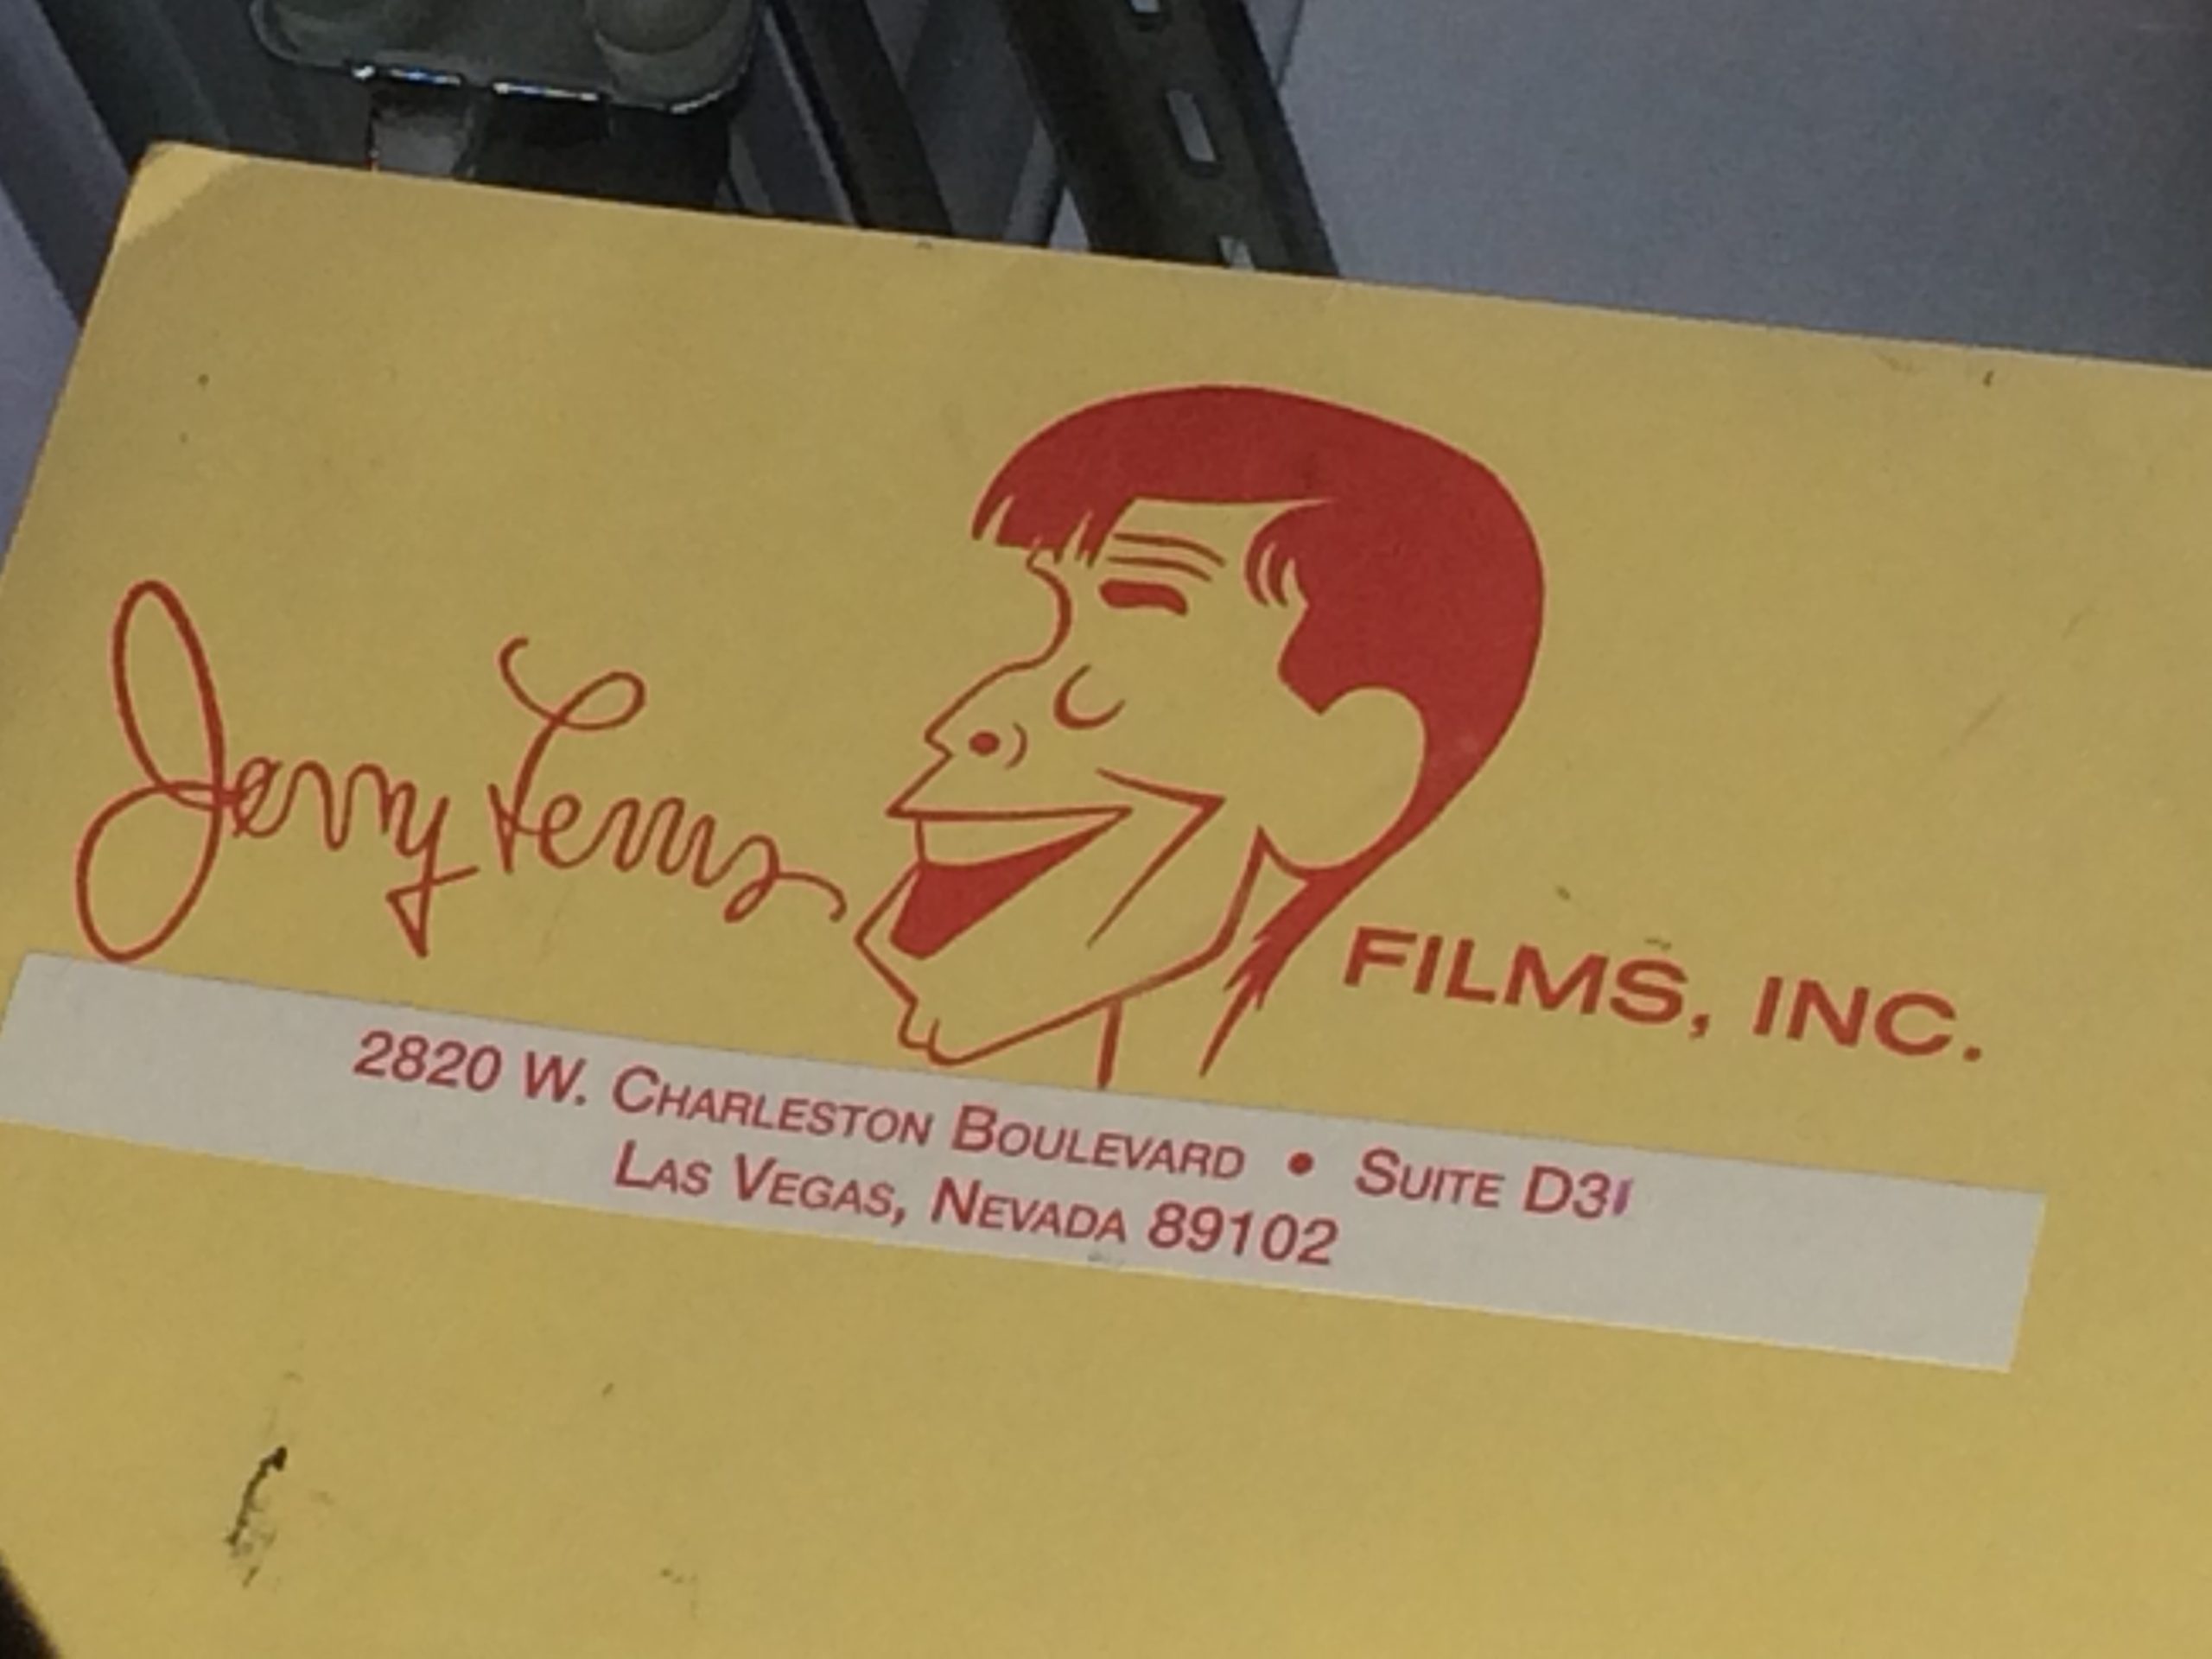 Jerry Lewis FILMS, INC.
2820 W. CHARLESTON BOULEVARD • SUITE D31
LAS VEGAS, NEVADA 89102